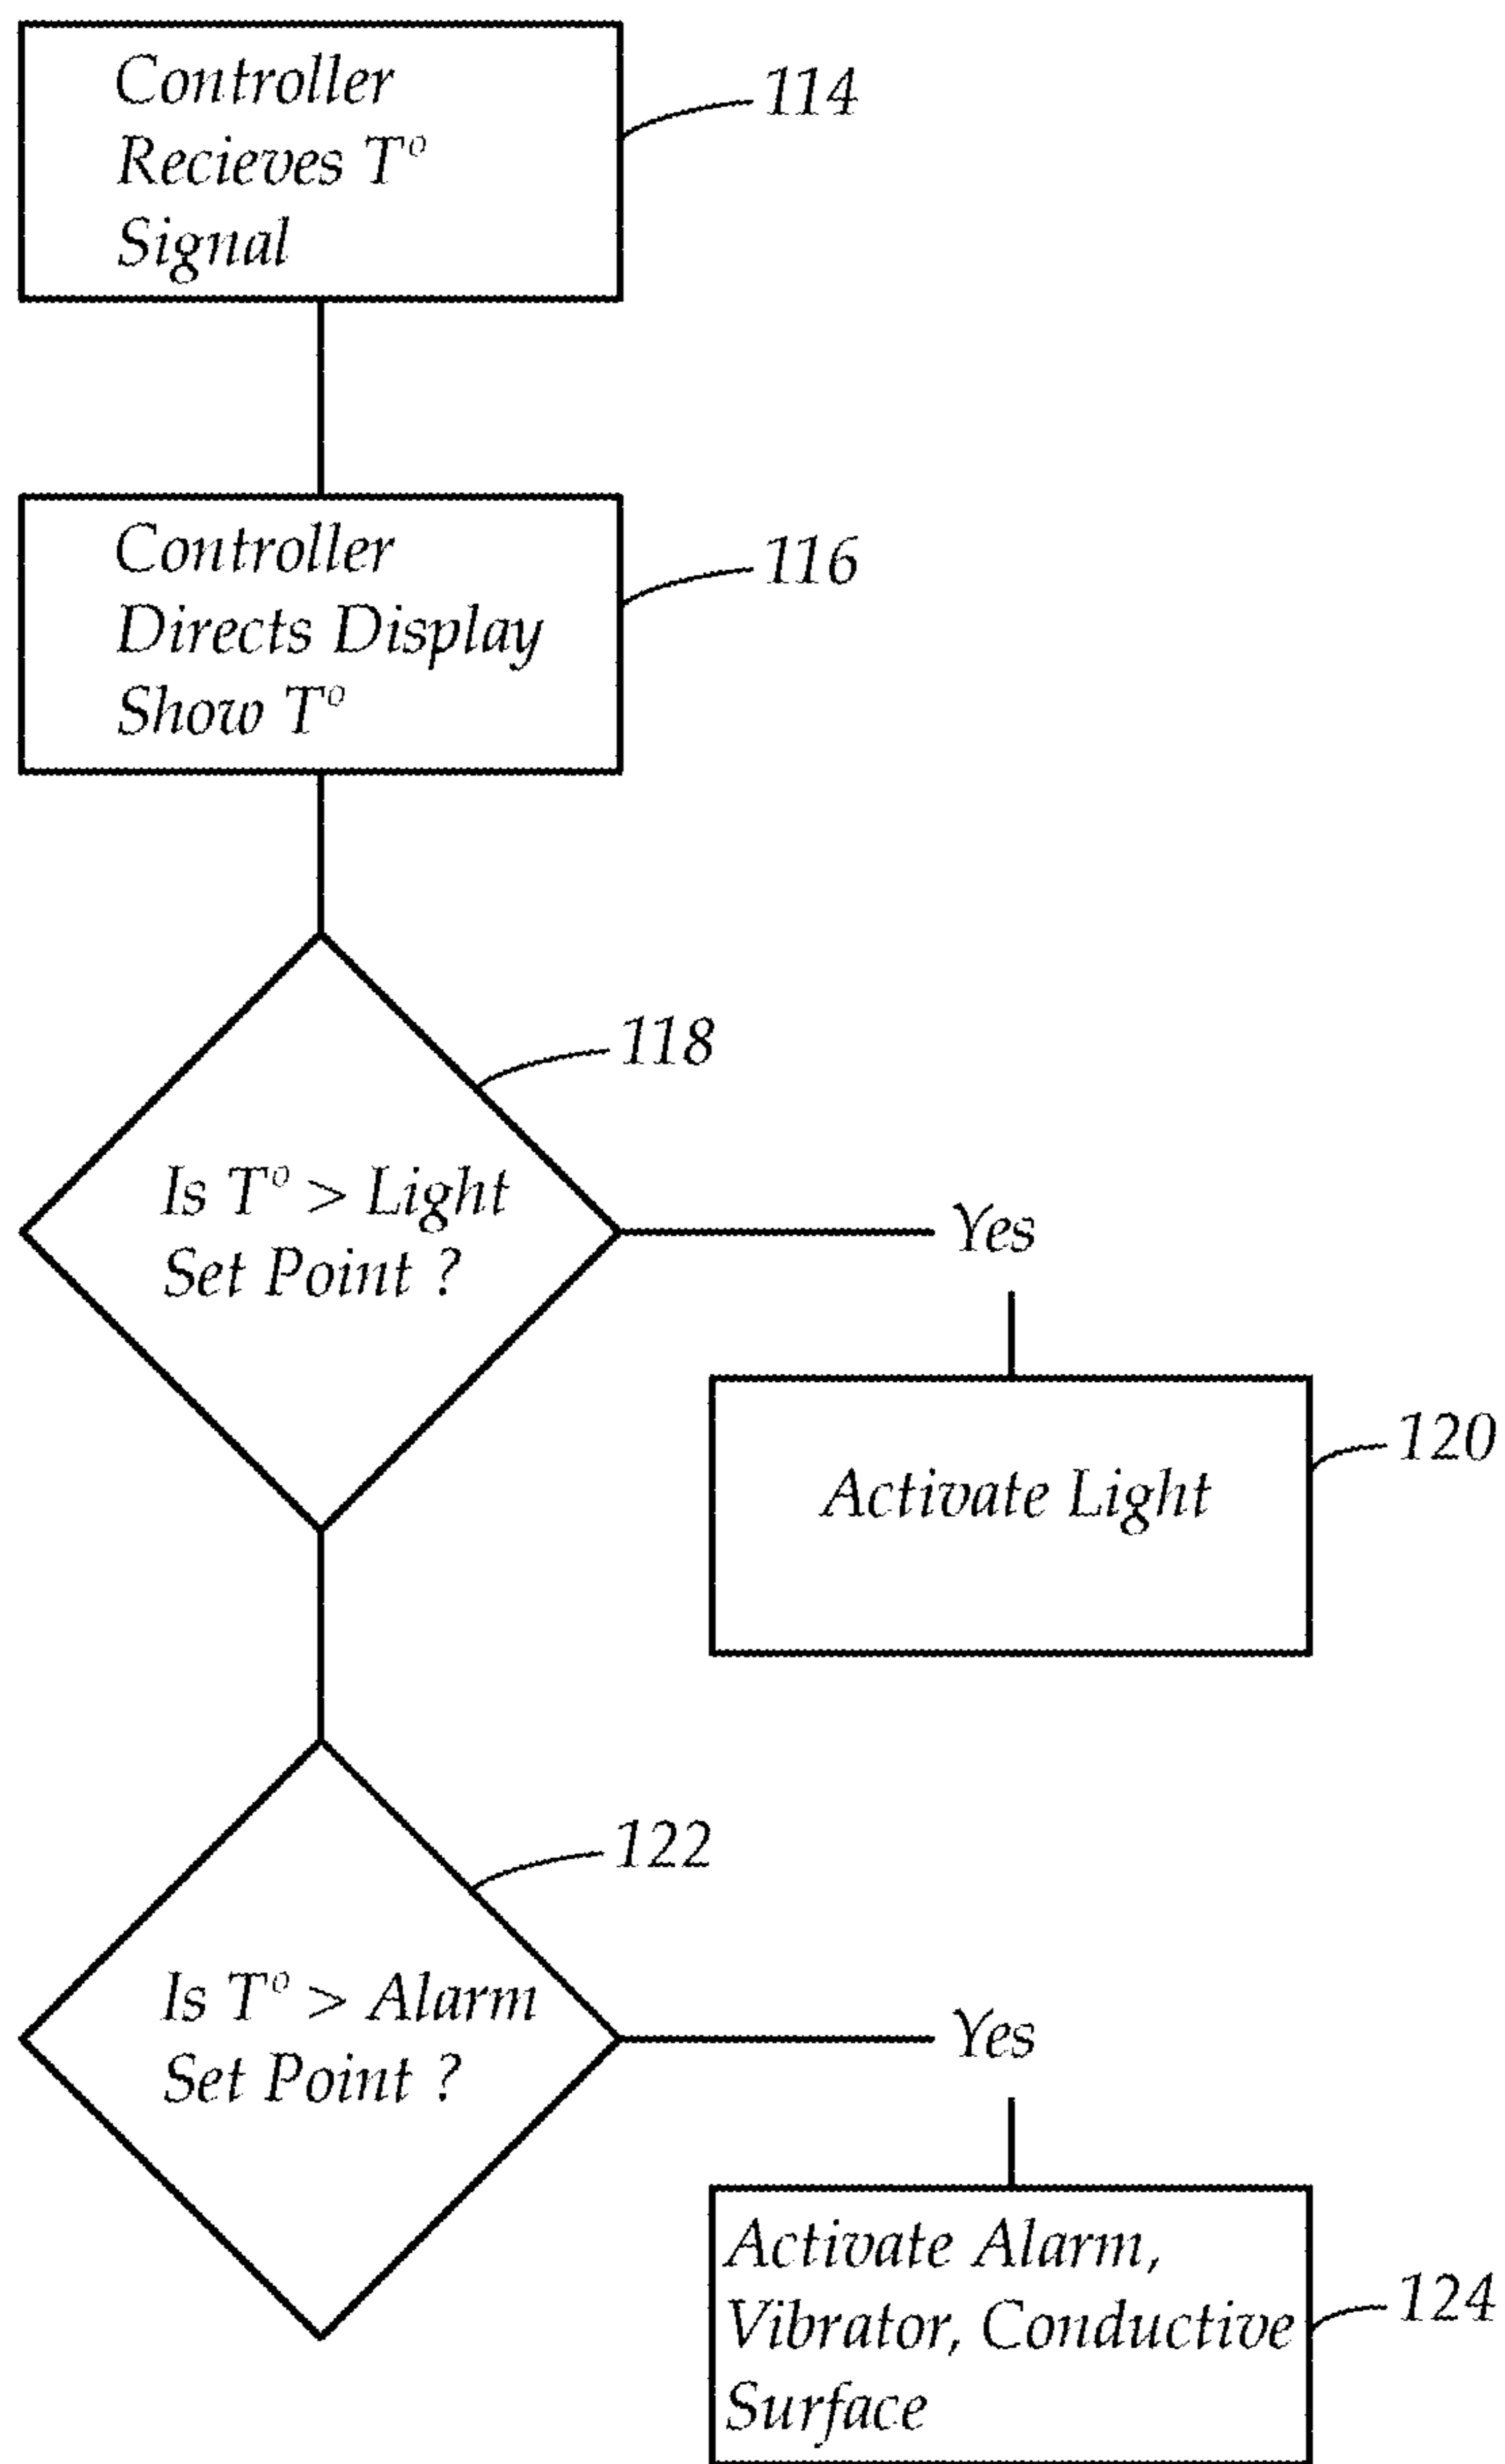 Controller
Recieves T°
Signal
114
Controller
Directs Display
Show T°
116
118
Is T° > Light
Set Point ?
Yes
Activate Light
120
122
Is T° > Alarm
Set Point ?
Yes
Activate Alarm,
Vibrator, Conductive
Surface
124